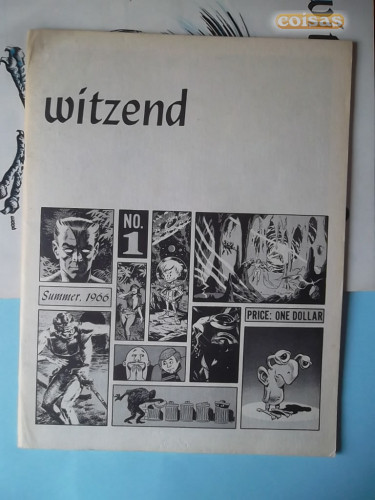 coisas
witzend
NO.
1
Summer, 1966
PRICE: ONE DOLLAR